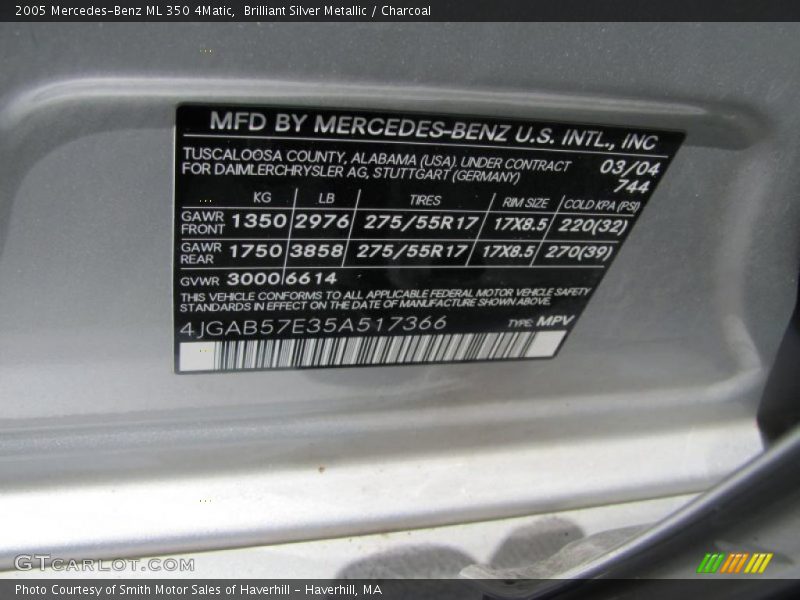 2005 Mercedes-Benz ML 350 4Matic,  Brilliant Silver Metallic / Charcoal
MFD BY MERCEDES-BENZ U.S. INTL., INC
TUSCALOOSA COUNTY, ALABAMA (USA). UNDER CONTRACT
FOR DAIMLERCHRYSLER AG, STUTTGART (GERMANY)
03/04
744
KG LB TIRES RIM SIZE COLD KPA (PSI)
GAWR FRONT 1350 2976 275/55R17 17X8.5 220(32)
GAWR REAR 1750 3858 275/55R17 17X8.5 270(39)
GVWR 3000 6614
THIS VEHICLE CONFORMS TO ALL APPLICABLE FEDERAL MOTOR VEHICLE SAFETY
STANDARDS IN EFFECT ON THE DATE OF MANUFACTURE SHOWN ABOVE.
4JGAB57E35A517366 TYPE: MPV
GTCARLOT.COM
Photo Courtesy of Smith Motor Sales of Haverhill - Haverhill, MA